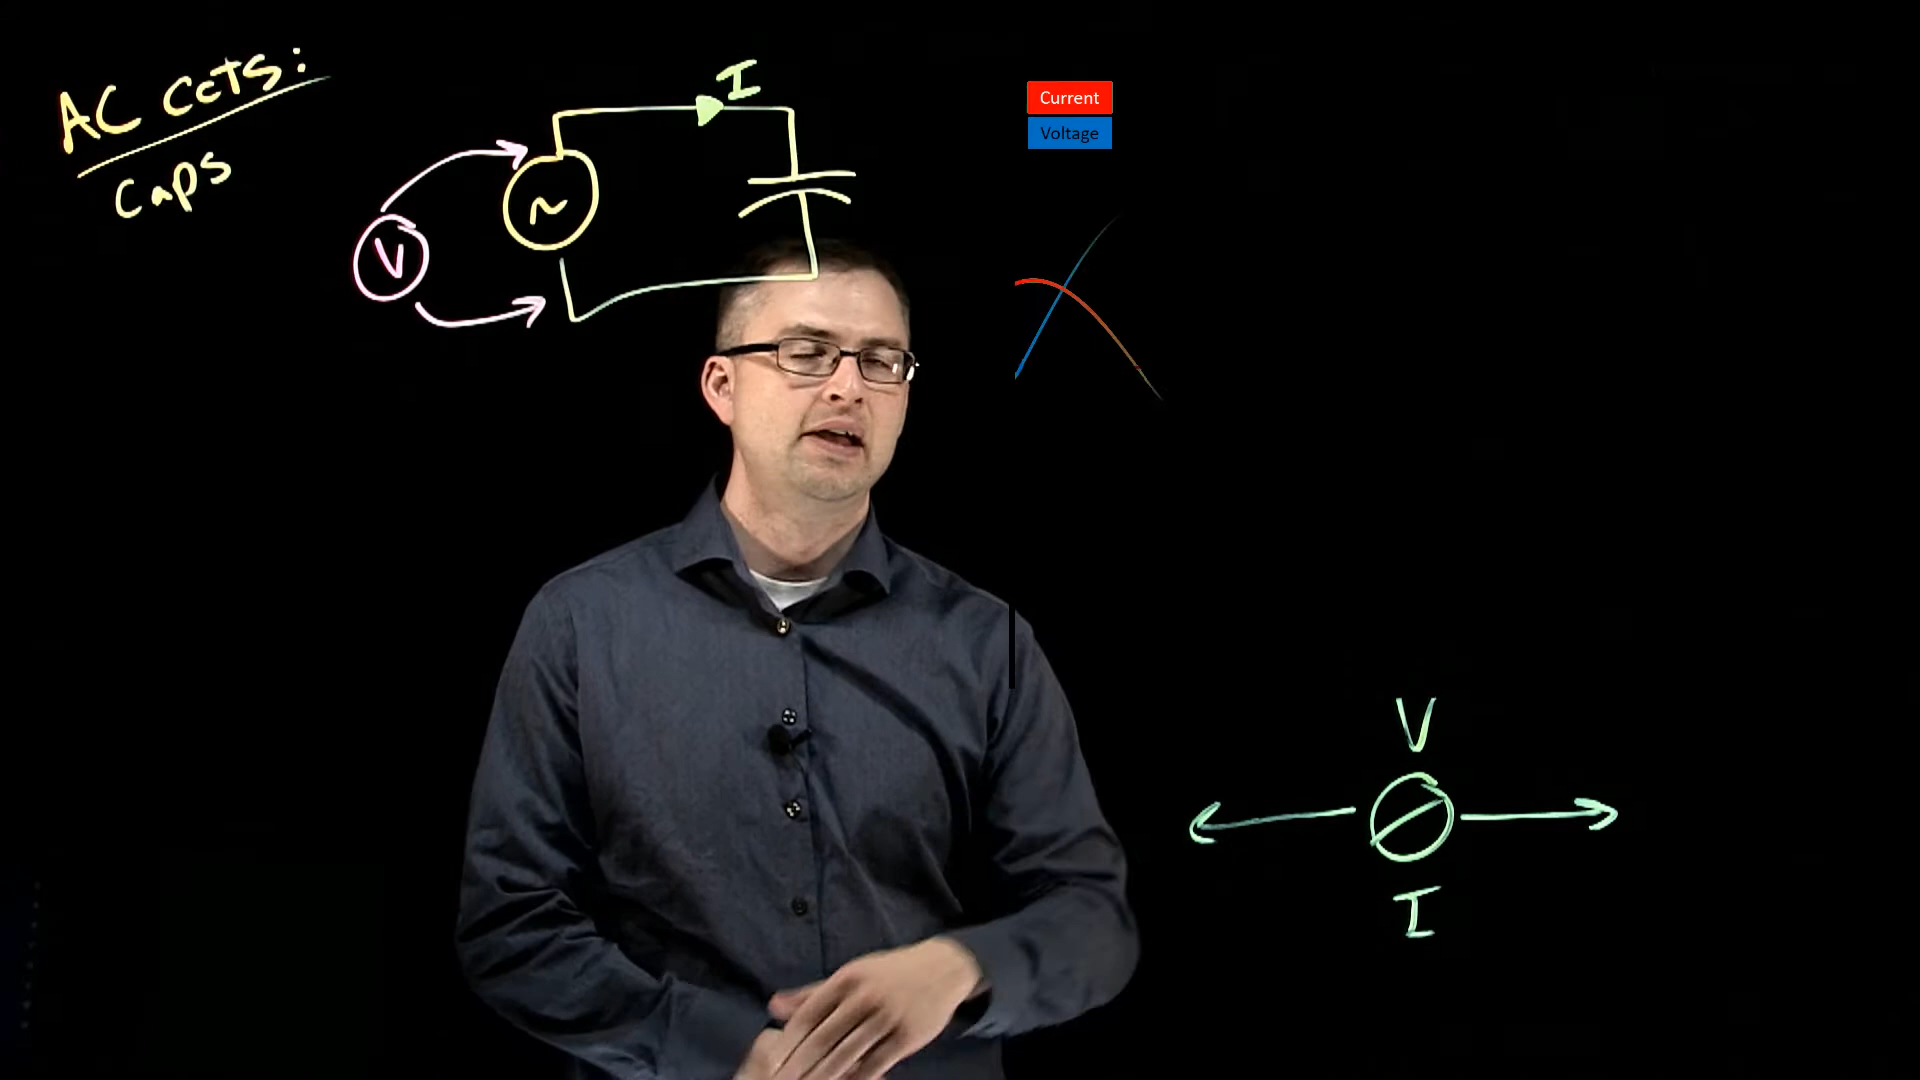 AC CCTS:
Caps
I
V
~
Current
Voltage
V
I